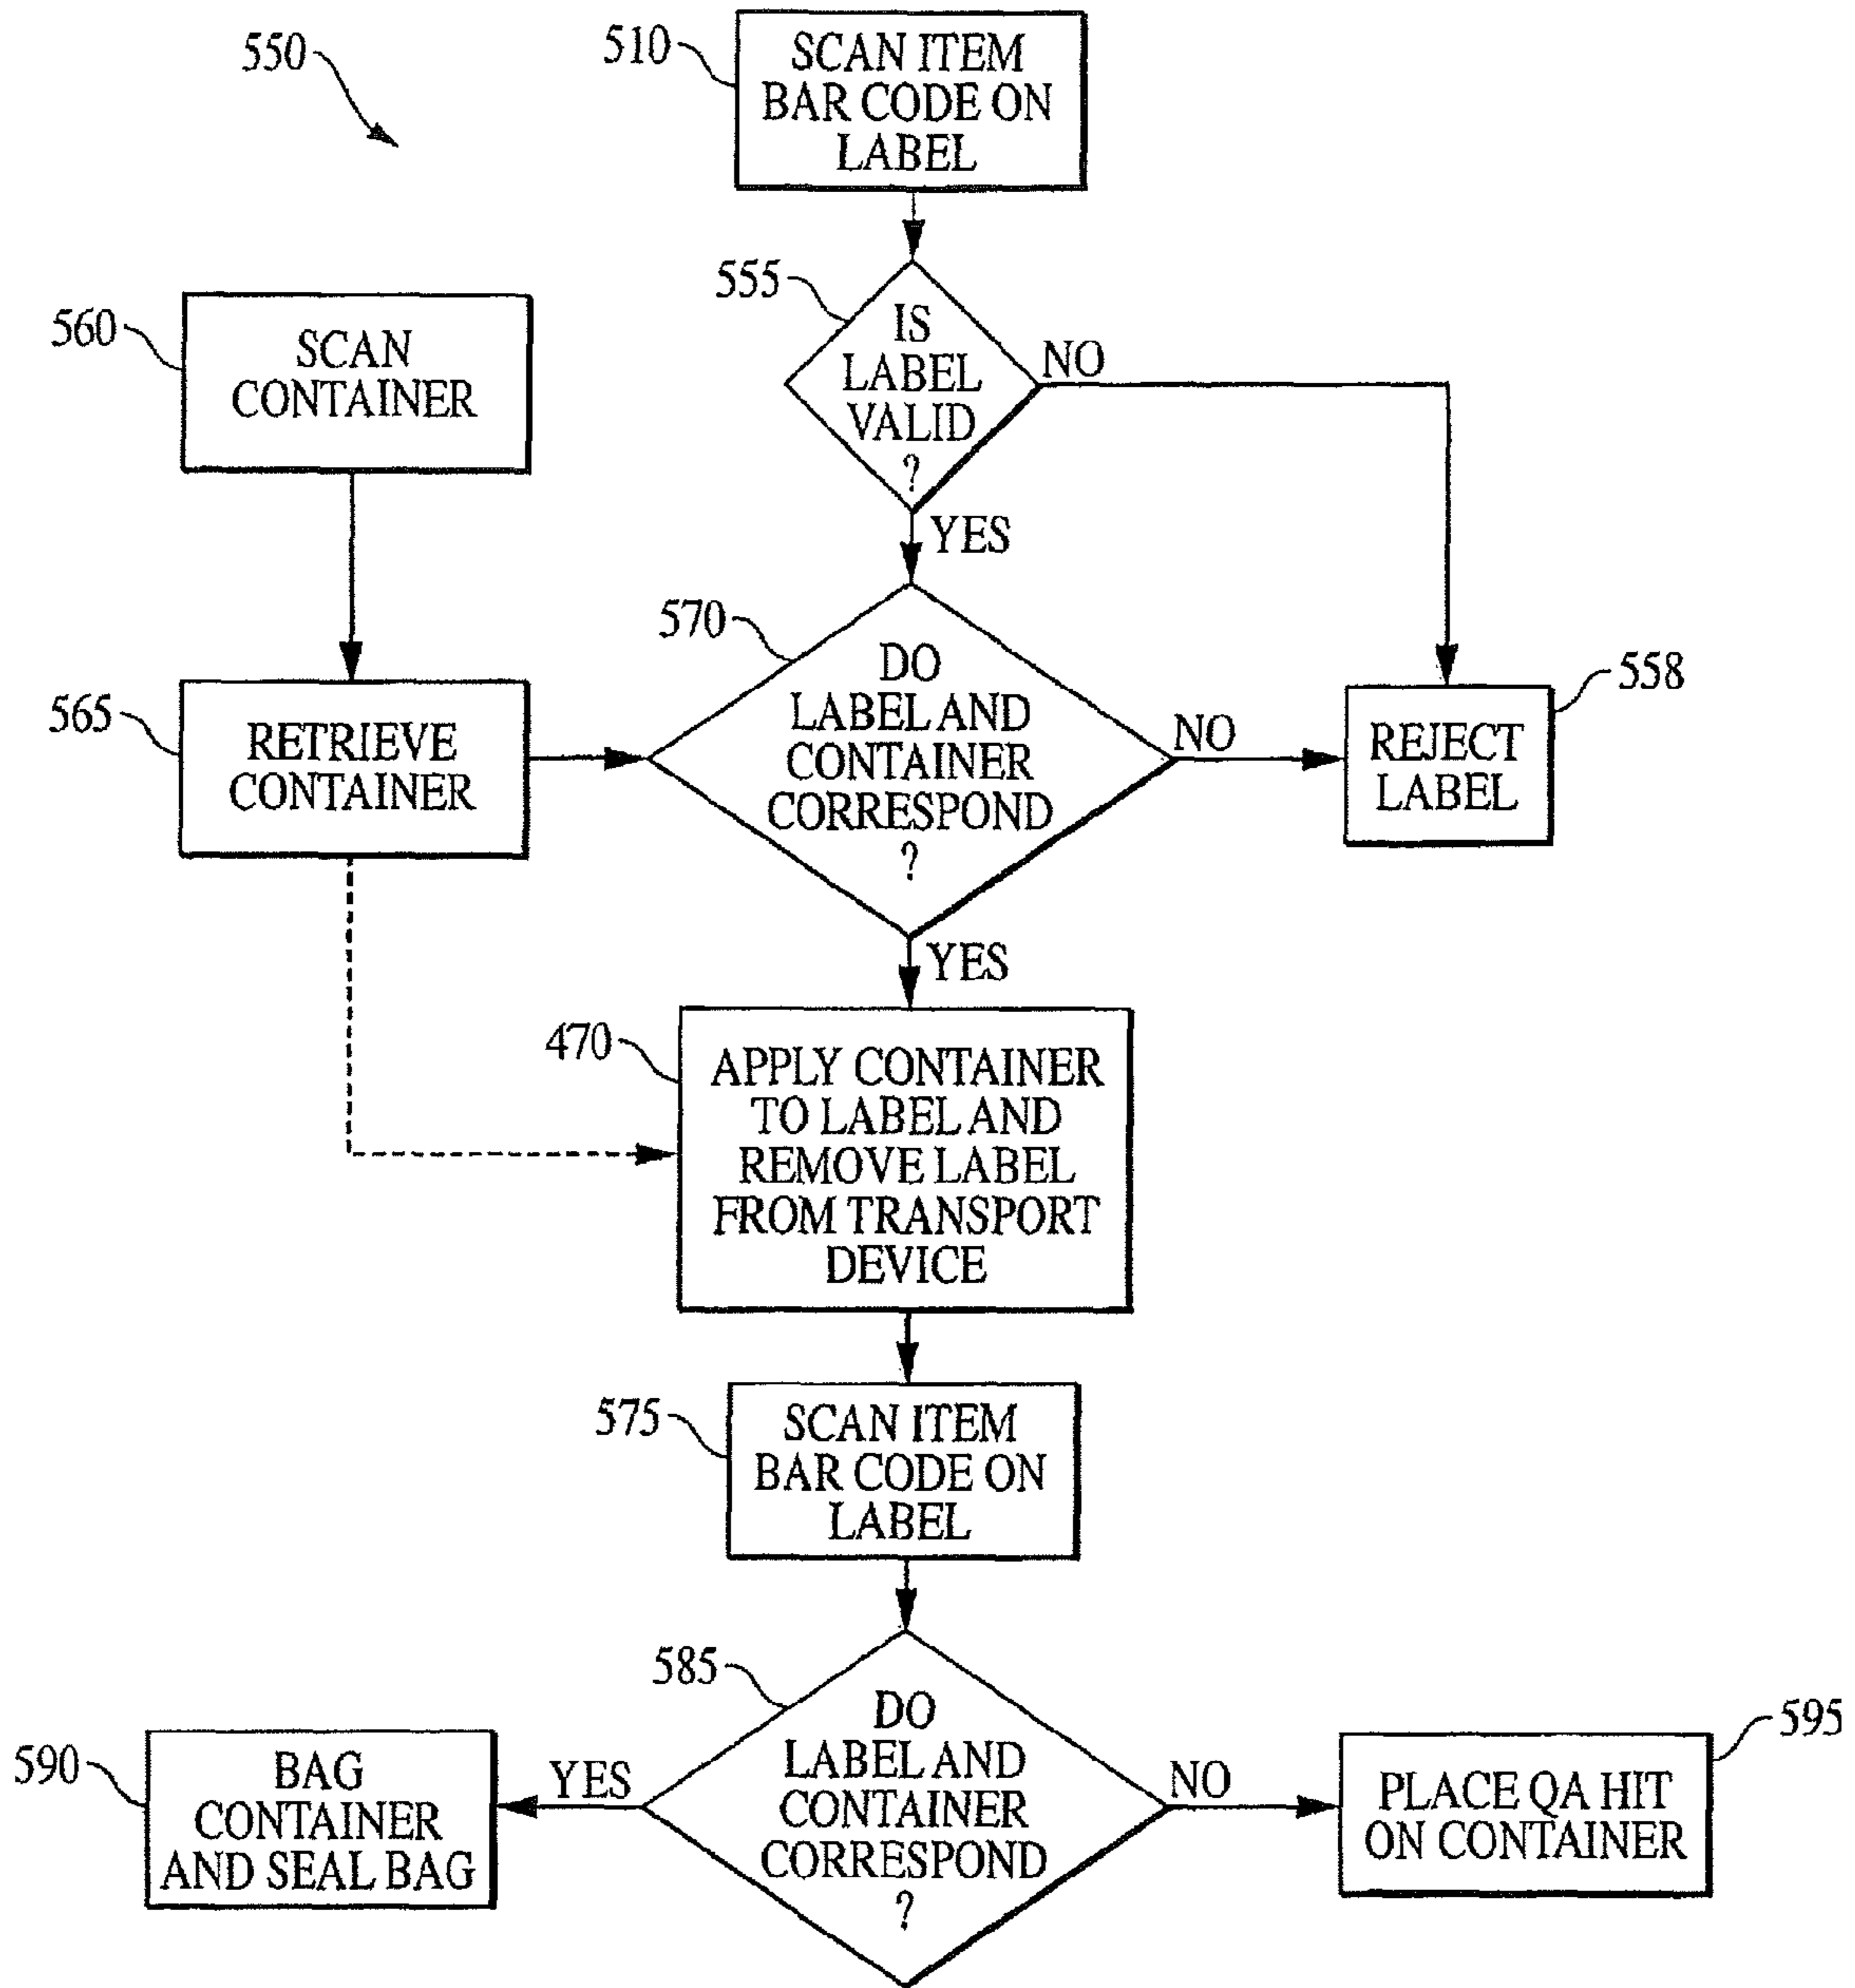 550
510
SCAN ITEM
BAR CODE ON
LABEL
555
IS
LABEL
VALID
?
NO
YES
560
SCAN
CONTAINER
565
RETRIEVE
CONTAINER
570
DO
LABEL AND
CONTAINER
CORRESPOND
?
NO
558
REJECT
LABEL
YES
470
APPLY CONTAINER
TO LABEL AND
REMOVE LABEL
FROM TRANSPORT
DEVICE
575
SCAN ITEM
BAR CODE ON
LABEL
585
DO
LABEL AND
CONTAINER
CORRESPOND
?
YES
590
BAG
CONTAINER
AND SEAL BAG
NO
595
PLACE QA HIT
ON CONTAINER